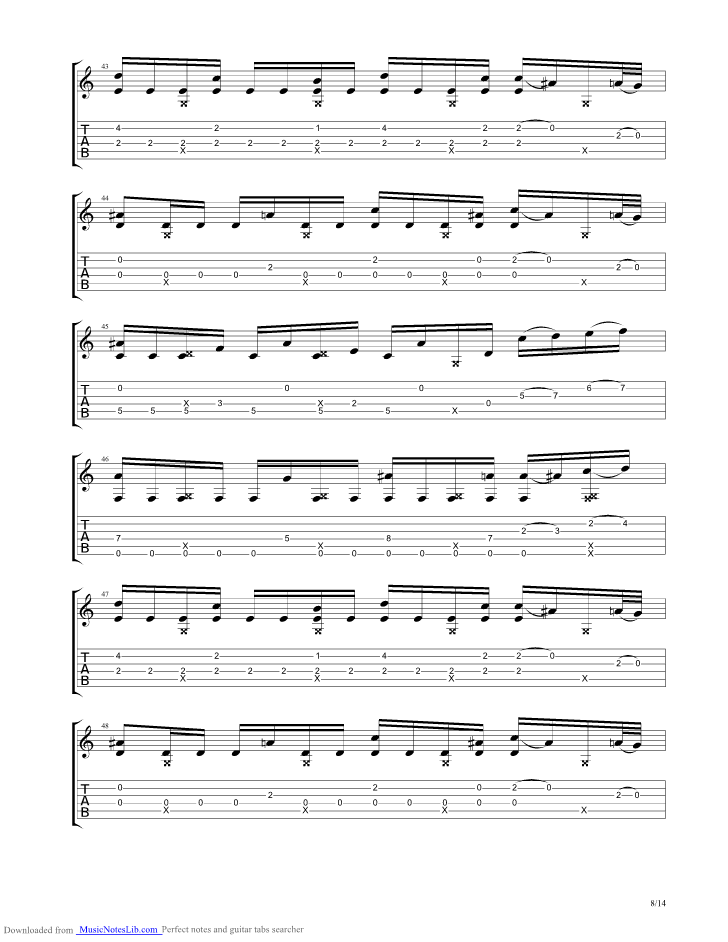 43
T 4 2 1 4 2 2 0
A 2 2 2 2 2 2 2 2 2 2 2 2 2 2 0
B X X X X
44
T 0 2 0 2 0
A 0 0 0 0 2 0 0 0 0 0 0 0 2 0
B X X X X
45
T 0 0 0 6 7
A X 3 X 2 0 5 7
B 5 5 5 5 5 5 X
46
T 2 4
A 7 5 8 7 2 3
B 0 0 X 0 0 0 X 0 0 0 X 0 0 0 X X
47
T 4 2 1 4 2 2 0
A 2 2 2 2 2 2 2 2 2 2 2 2 2 2 0
B X X X X
48
T 0 2 0 2 0
A 0 0 0 0 2 0 0 0 0 0 0 0 2 0
B X X X X
8/14
Downloaded from MusicNotesLib.com Perfect notes and guitar tabs searcher